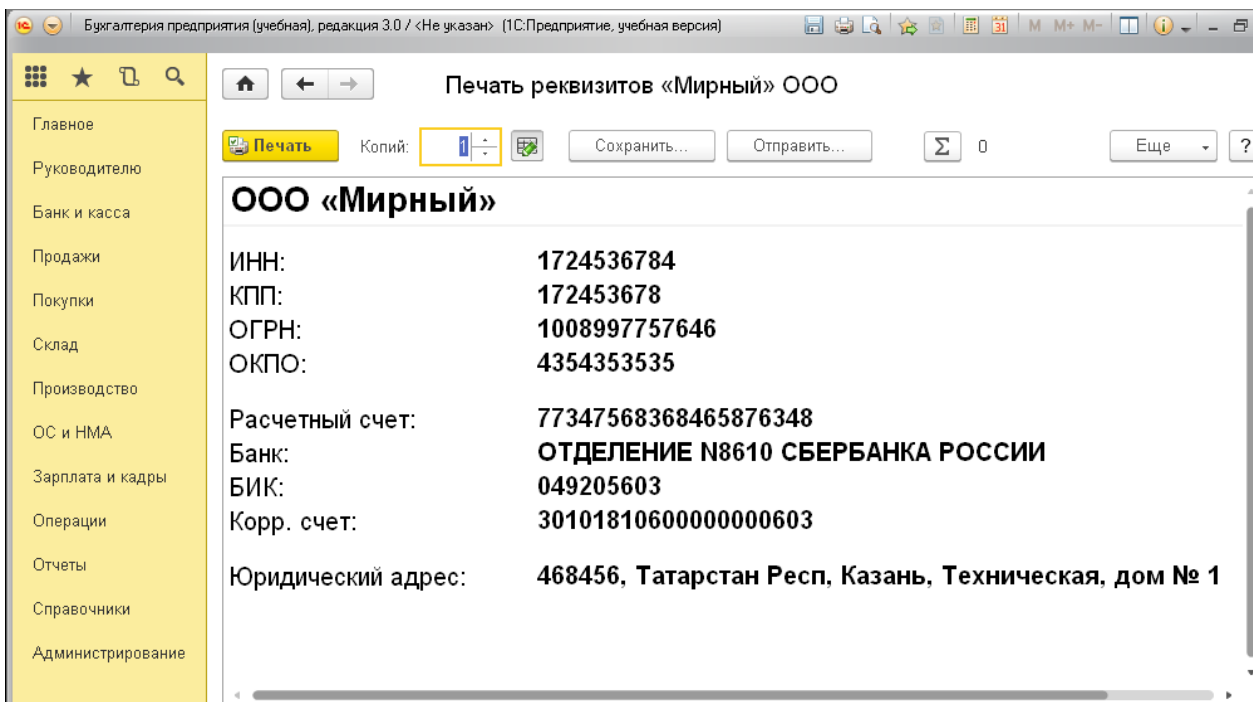 1С Бухгалтерия предприятия (учебная), редакция 3.0 / <Не указан> (1С:Предприятие, учебная версия) 31 M M+ M-
Печать реквизитов «Мирный» ООО
Печать Копий: 1 Сохранить... Отправить... Σ 0 Еще ?
Главное
Руководителю
Банк и касса
Продажи
Покупки
Склад
Производство
ОС и НМА
Зарплата и кадры
Операции
Отчеты
Справочники
Администрирование
ООО «Мирный»
ИНН: 1724536784
КПП: 172453678
ОГРН: 1008997757646
ОКПО: 4354353535
Расчетный счет: 77347568368465876348
Банк: ОТДЕЛЕНИЕ N8610 СБЕРБАНКА РОССИИ
БИК: 049205603
Корр. счет: 30101810600000000603
Юридический адрес: 468456, Татарстан Респ, Казань, Техническая, дом № 1